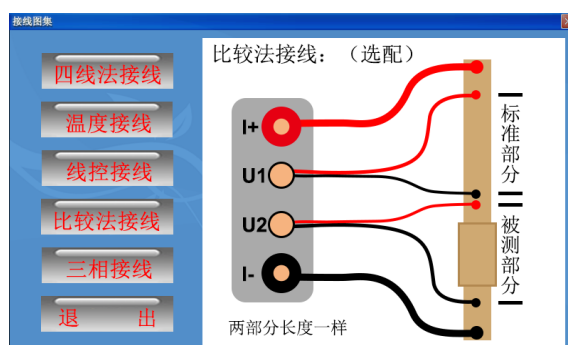 接线图集
四线法接线
温度接线
线控接线
比较法接线
三相接线
退 出
比较法接线：（选配）
I+
U1
U2
I-
标准部分
被测部分
两部分长度一样